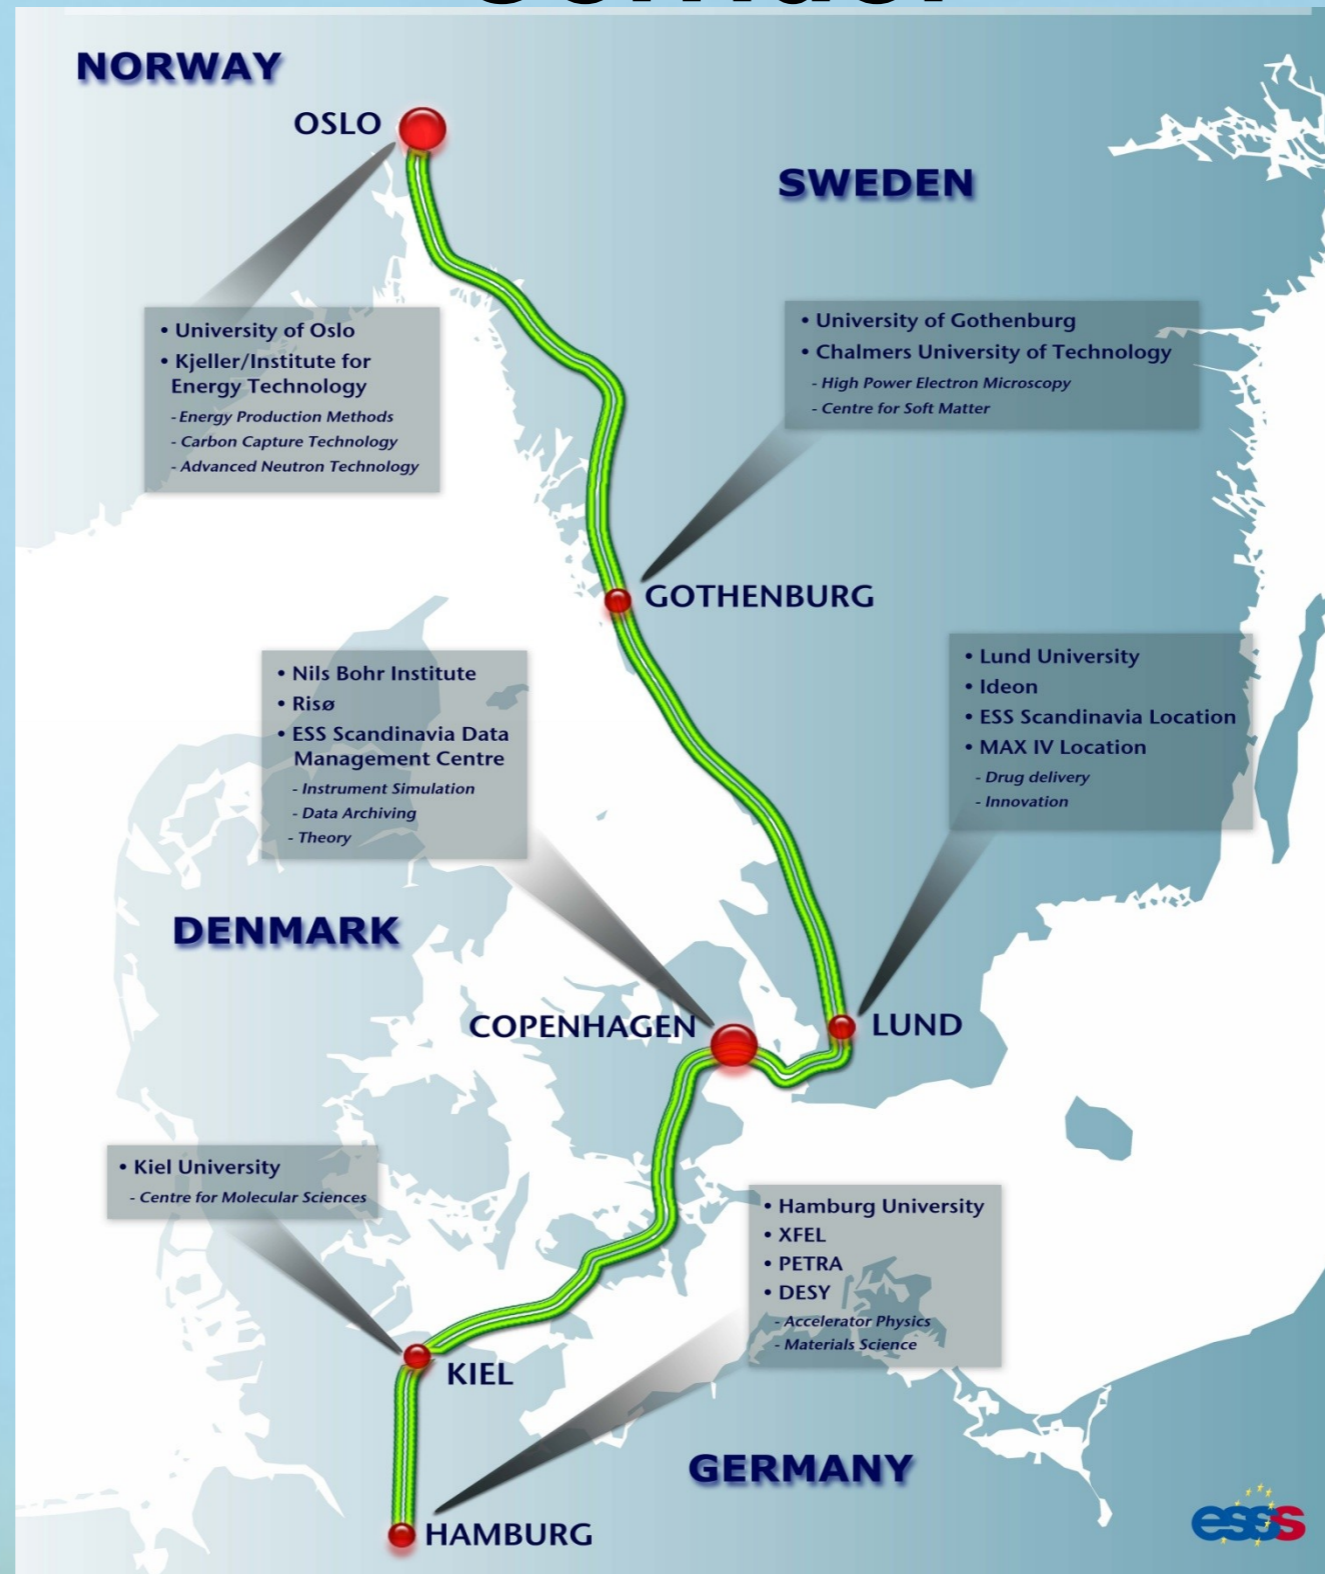 NORWAY
OSLO
SWEDEN
• University of Oslo
• Kjeller/Institute for
Energy Technology
- Energy Production Methods
- Carbon Capture Technology
- Advanced Neutron Technology
• University of Gothenburg
• Chalmers University of Technology
- High Power Electron Microscopy
- Centre for Soft Matter
GOTHENBURG
• Nils Bohr Institute
• Risø
• ESS Scandinavia Data
Management Centre
- Instrument Simulation
- Data Archiving
- Theory
• Lund University
• Ideon
• ESS Scandinavia Location
• MAX IV Location
- Drug delivery
- Innovation
DENMARK
COPENHAGEN
LUND
• Kiel University
- Centre for Molecular Sciences
• Hamburg University
• XFEL
• PETRA
• DESY
- Accelerator Physics
- Materials Science
KIEL
GERMANY
HAMBURG
esss